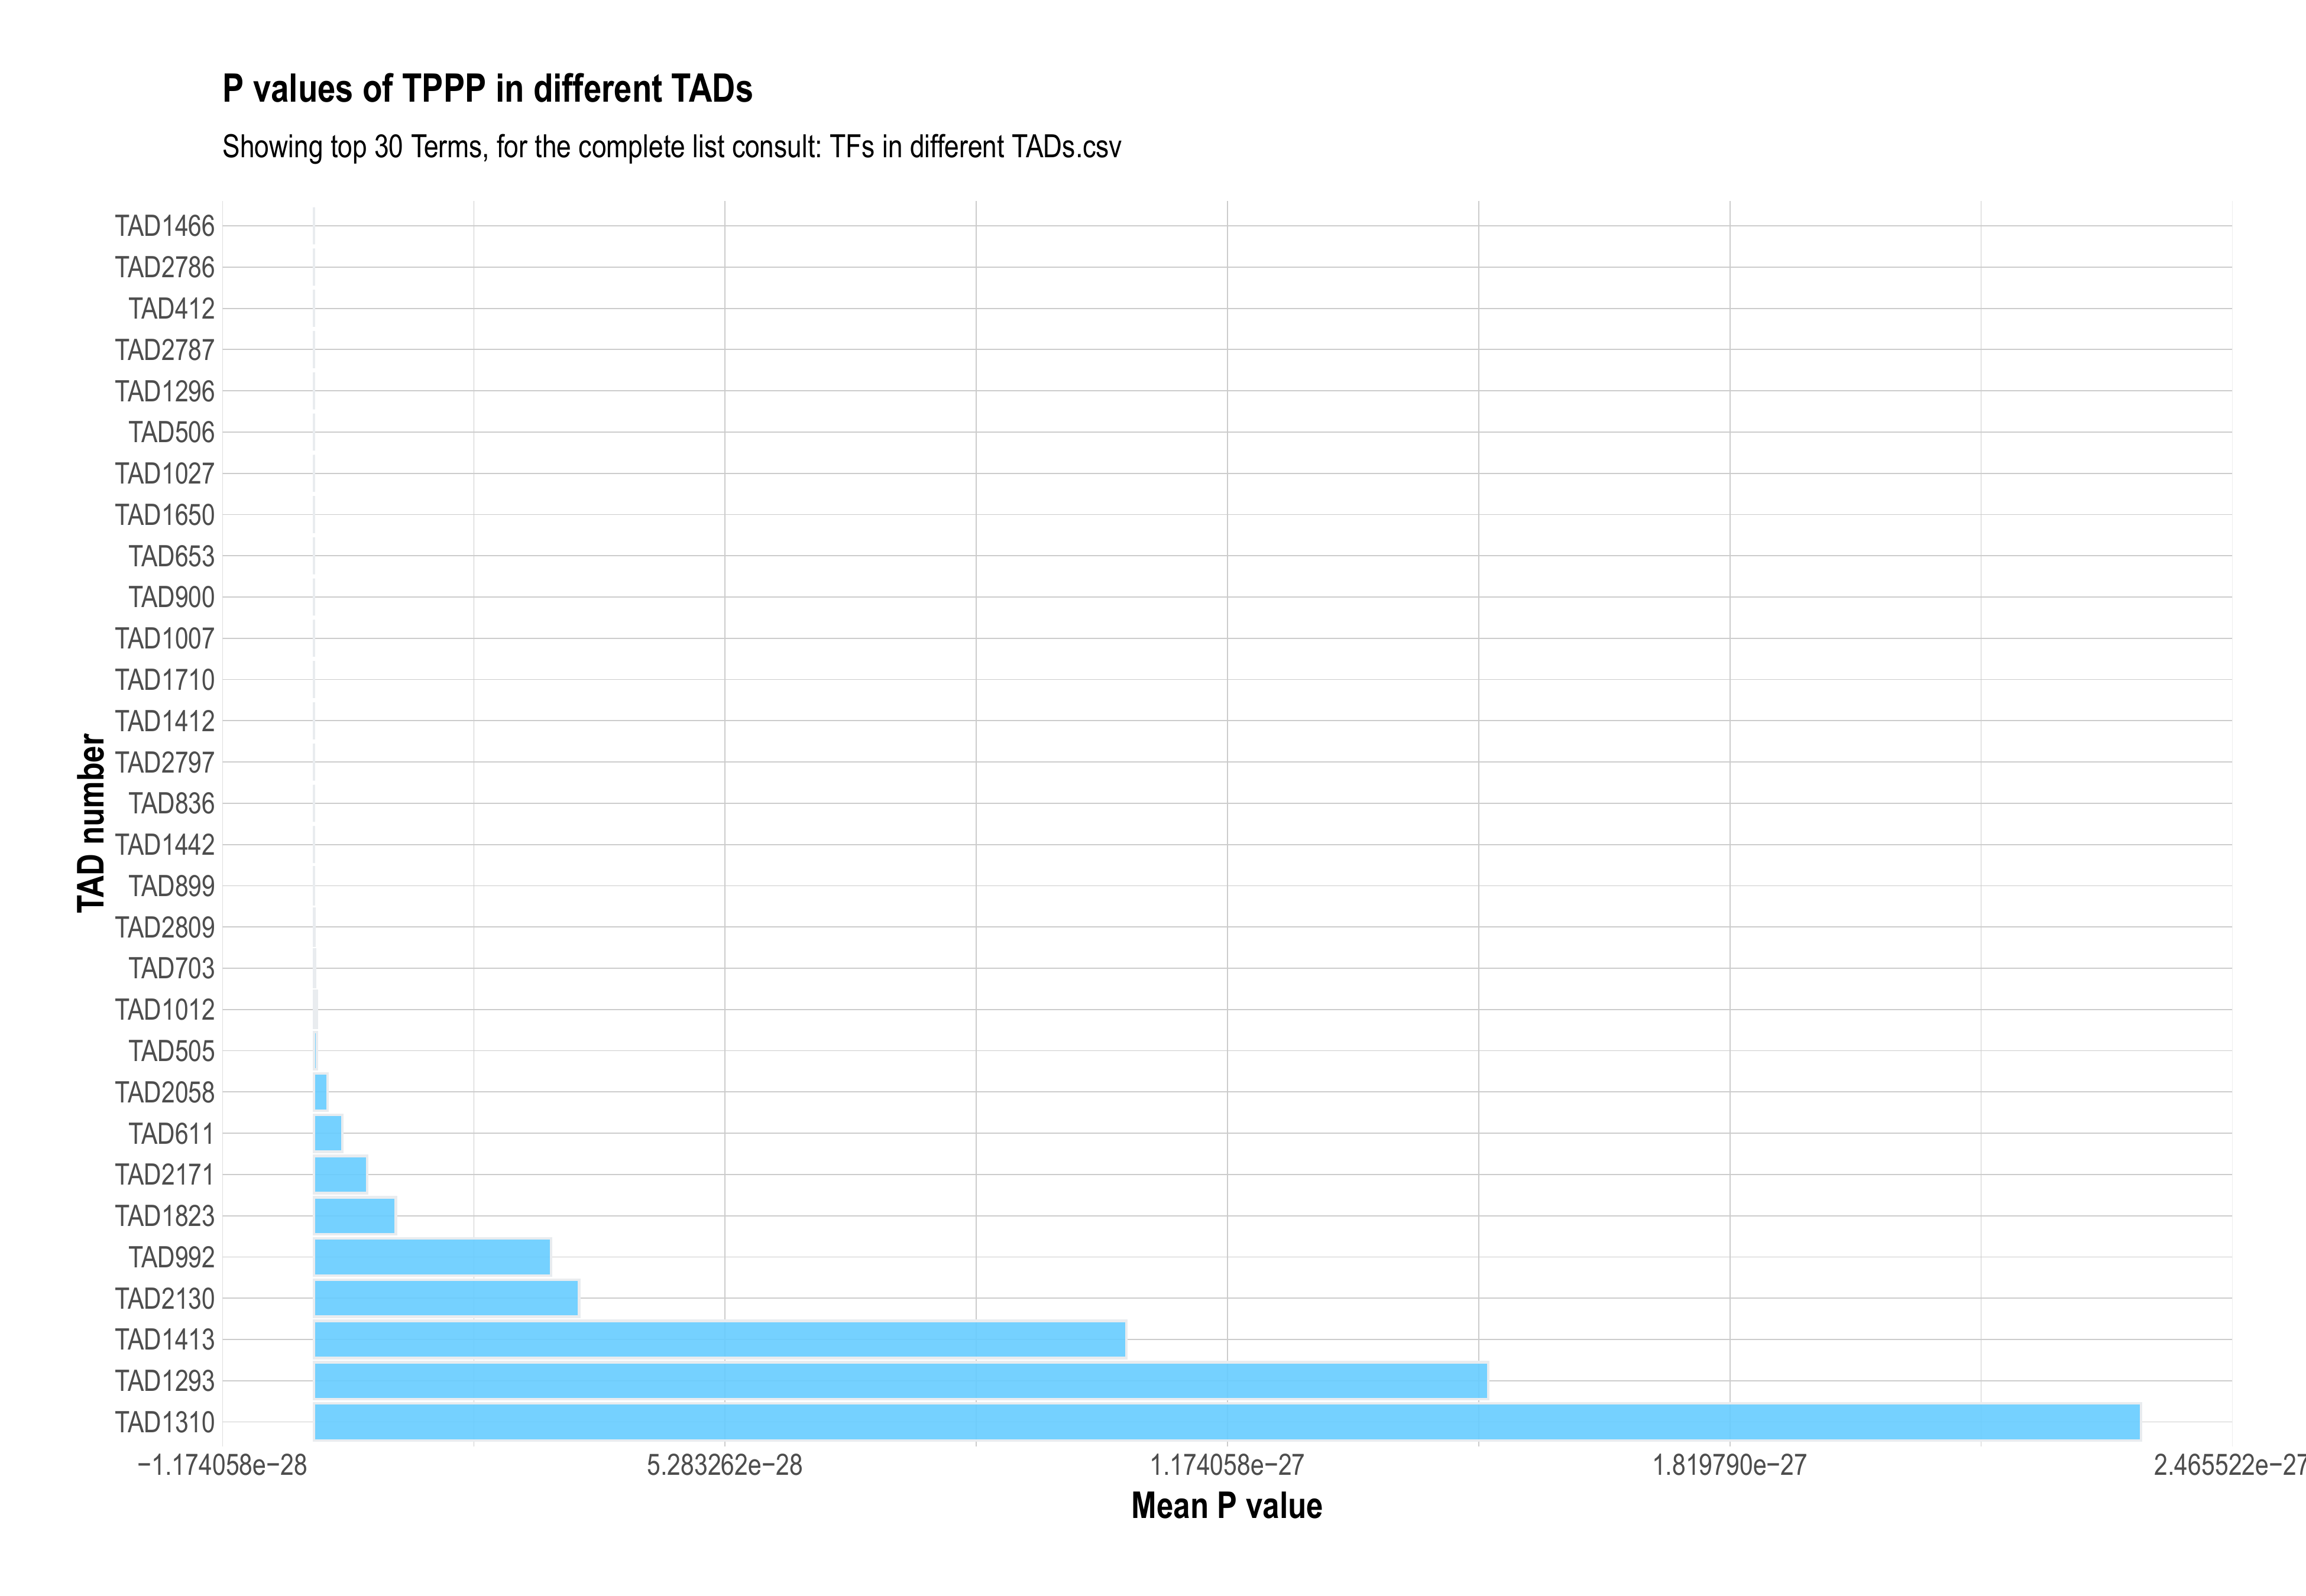 P values of TPPP in different TADs
Showing top 30 Terms, for the complete list consult: TFs in different TADs.csv
TAD number
TAD1466
TAD2786
TAD412
TAD2787
TAD1296
TAD506
TAD1027
TAD1650
TAD653
TAD900
TAD1007
TAD1710
TAD1412
TAD2797
TAD836
TAD1442
TAD899
TAD2809
TAD703
TAD1012
TAD505
TAD2058
TAD611
TAD2171
TAD1823
TAD992
TAD2130
TAD1413
TAD1293
TAD1310
−1.174058e−28 5.283262e−28 1.174058e−27 1.819790e−27 2.465522e−27
Mean P value